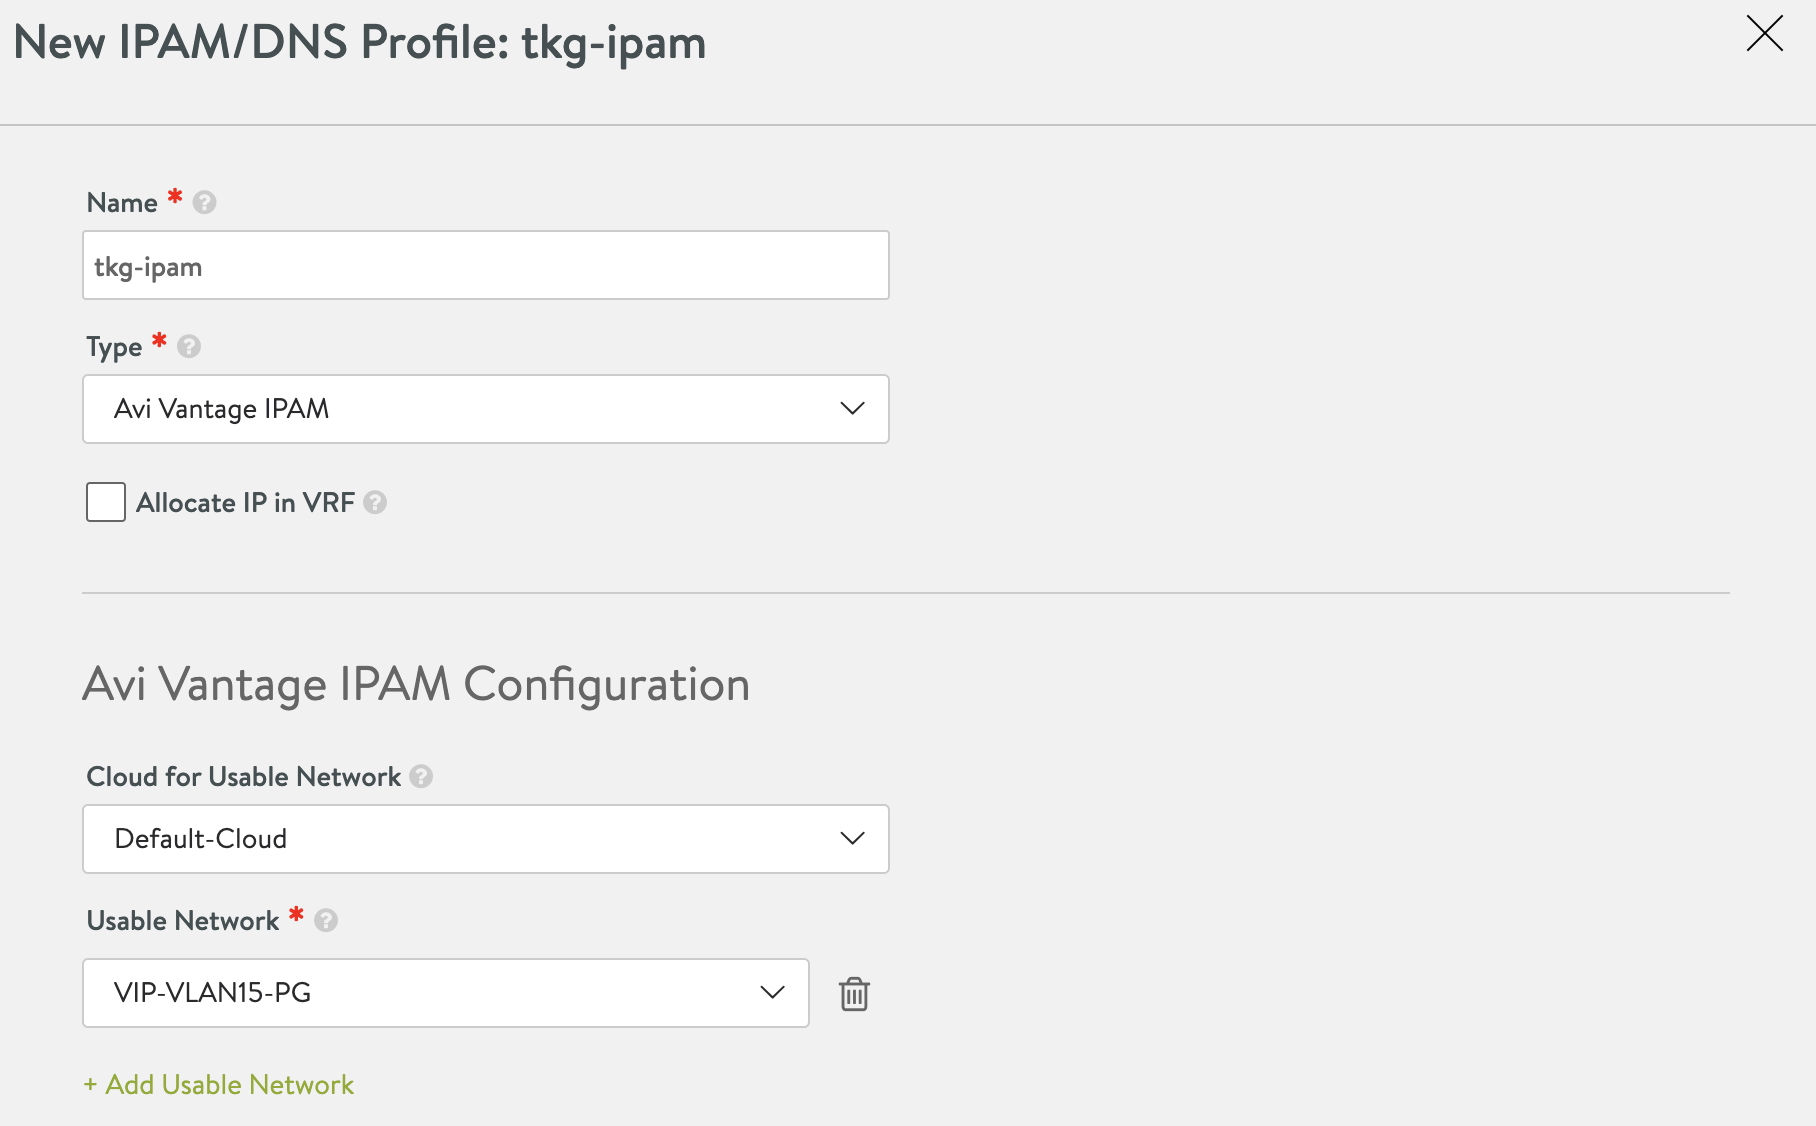 New IPAM/DNS Profile: tkg-ipam
Name * ?
tkg-ipam
Type * ?
Avi Vantage IPAM
Allocate IP in VRF ?
Avi Vantage IPAM Configuration
Cloud for Usable Network ?
Default-Cloud
Usable Network * ?
VIP-VLAN15-PG
+ Add Usable Network